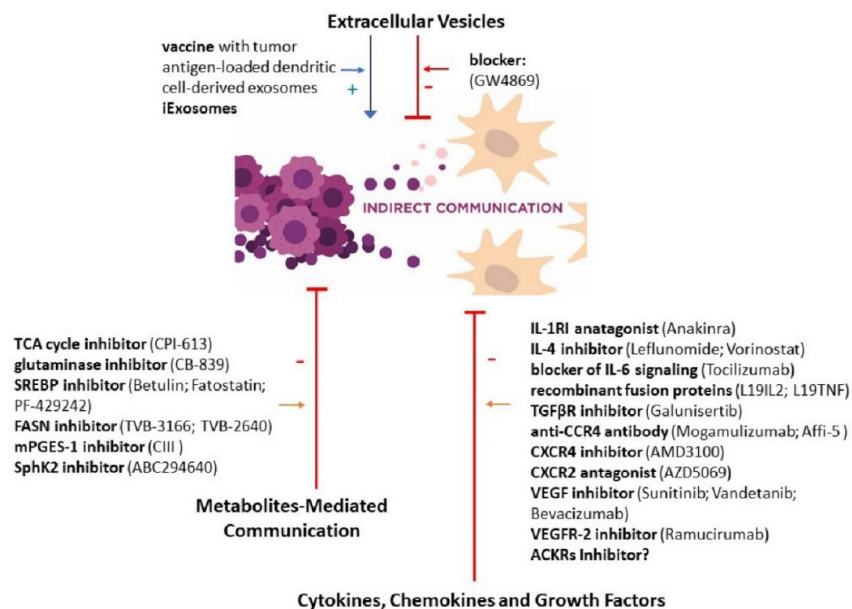 Extracellular Vesicles
vaccine with tumor
antigen-loaded dendritic
cell-derived exosomes
iExosomes
+
blocker:
(GW4869)
-
INDIRECT COMMUNICATION
TCA cycle inhibitor (CPI-613)
glutaminase inhibitor (CB-839)
SREBP inhibitor (Betulin; Fatostatin;
PF-429242)
FASN inhibitor (TVB-3166; TVB-2640)
mPGES-1 inhibitor (CIII )
SphK2 inhibitor (ABC294640)
-
Metabolites-Mediated
Communication
-
IL-1RI anatagonist (Anakinra)
IL-4 inhibitor (Leflunomide; Vorinostat)
blocker of IL-6 signaling (Tocilizumab)
recombinant fusion proteins (L19IL2; L19TNF)
TGFβR inhibitor (Galunisertib)
anti-CCR4 antibody (Mogamulizumab; Affi-5)
CXCR4 inhibitor (AMD3100)
CXCR2 antagonist (AZD5069)
VEGF inhibitor (Sunitinib; Vandetanib;
Bevacizumab)
VEGFR-2 inhibitor (Ramucirumab)
ACKRs Inhibitor?
Cytokines, Chemokines and Growth Factors